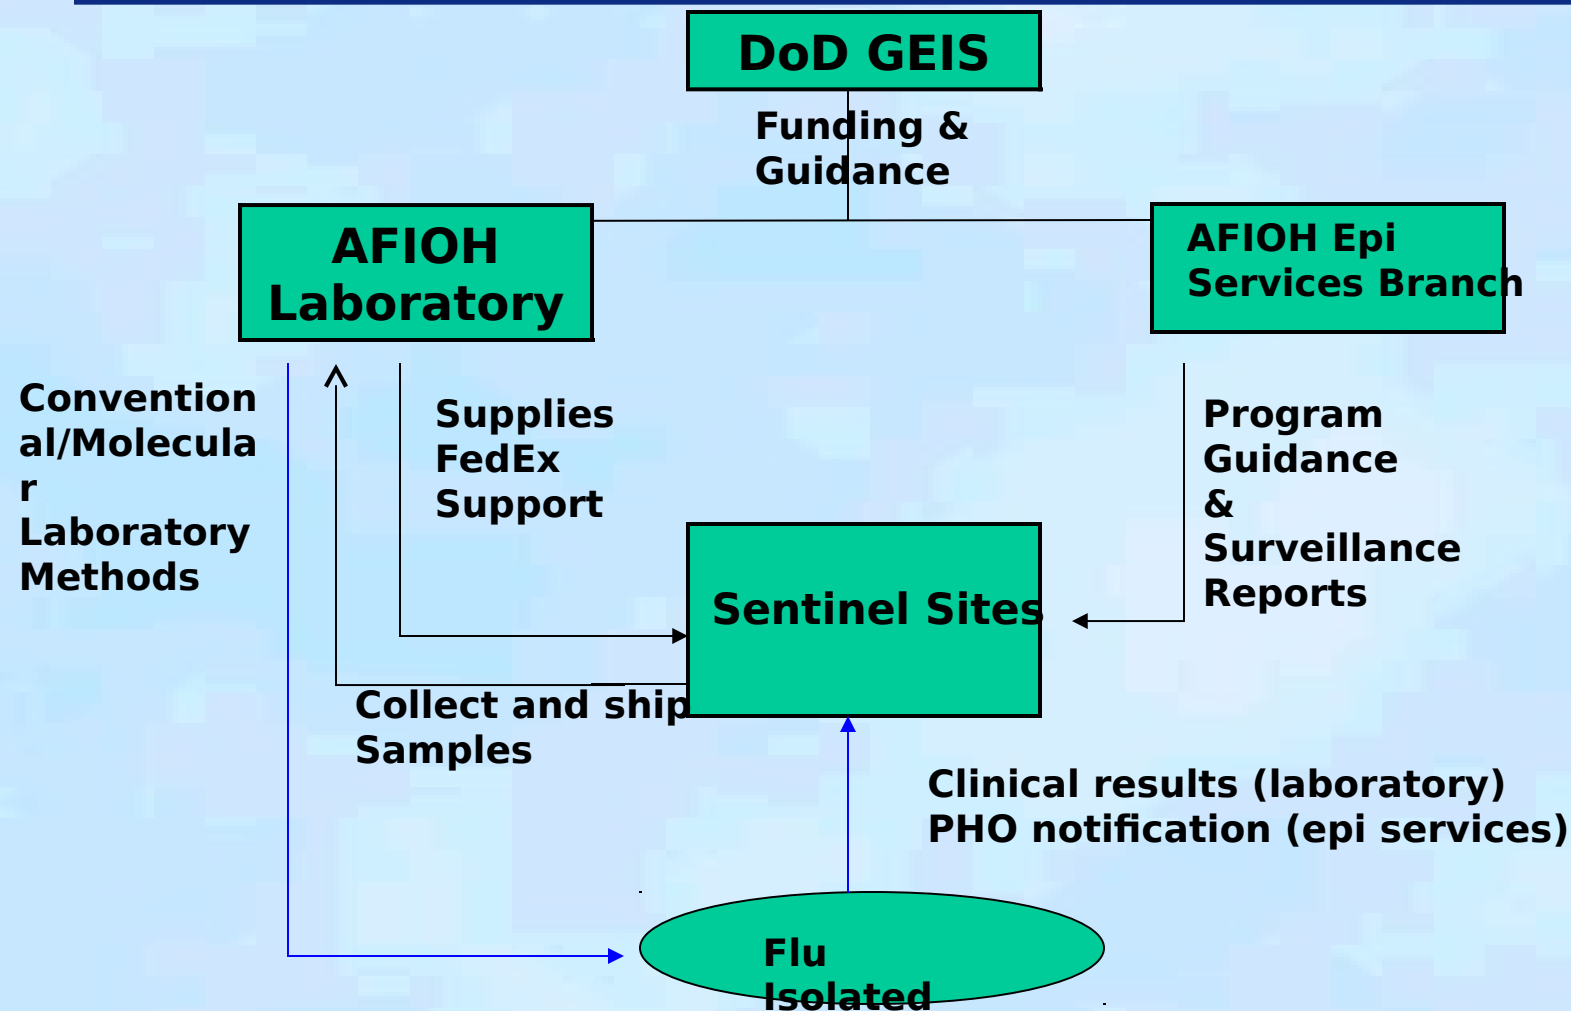 DoD GEIS
Funding &
Guidance
AFIOH
Laboratory
AFIOH Epi
Services Branch
Convention
al/Molecula
r
Laboratory
Methods
Supplies
FedEx
Support
Program
Guidance
&
Surveillance
Reports
Sentinel Sites
Collect and ship
Samples
Clinical results (laboratory)
PHO notification (epi services)
Flu
Isolated